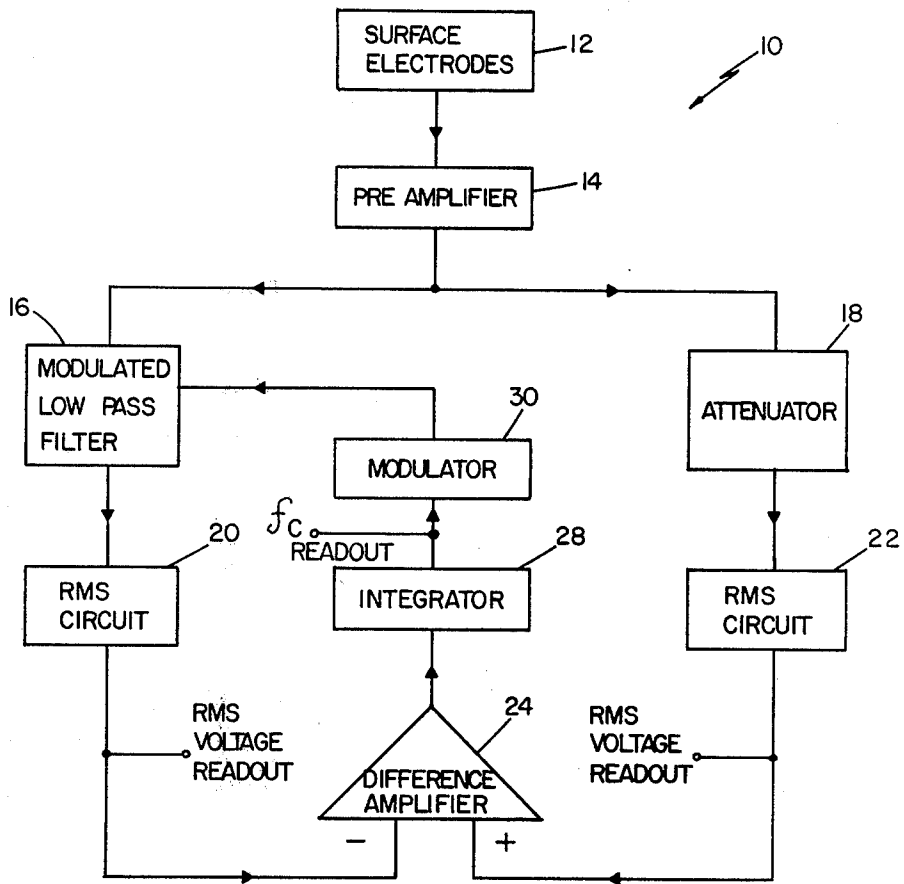 SURFACE
ELECTRODES
12
10
PRE AMPLIFIER
14
16
18
MODULATED
LOW PASS
FILTER
30
ATTENUATOR
MODULATOR
fc
READOUT
20
28
22
RMS
CIRCUIT
INTEGRATOR
RMS
CIRCUIT
RMS
VOLTAGE
READOUT
24
RMS
VOLTAGE
READOUT
DIFFERENCE
AMPLIFIER
− +